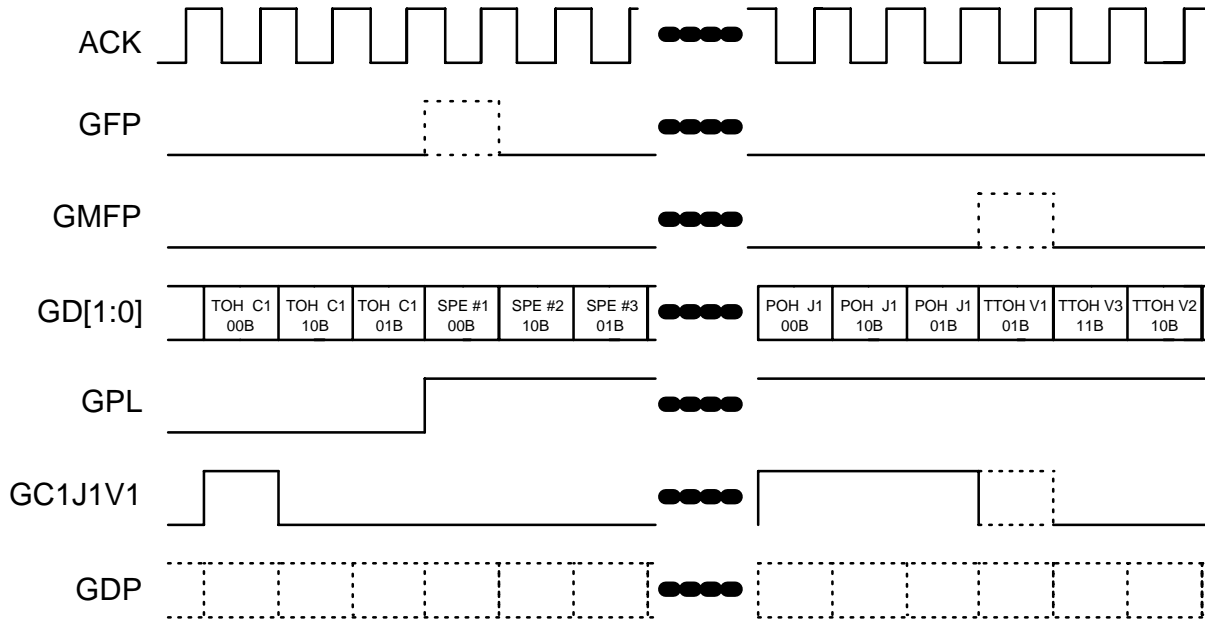 ACK
GFP
GMFP
GD[1:0]
TOH C1 TOH C1 TOH C1 SPE #1 SPE #2 SPE #3 POH J1 POH J1 POH J1 TTOH V1 TTOH V3 TTOH V2
00B 10B 01B 00B 10B 01B 00B 10B 01B 01B 11B 10B
GPL
GC1J1V1
GDP